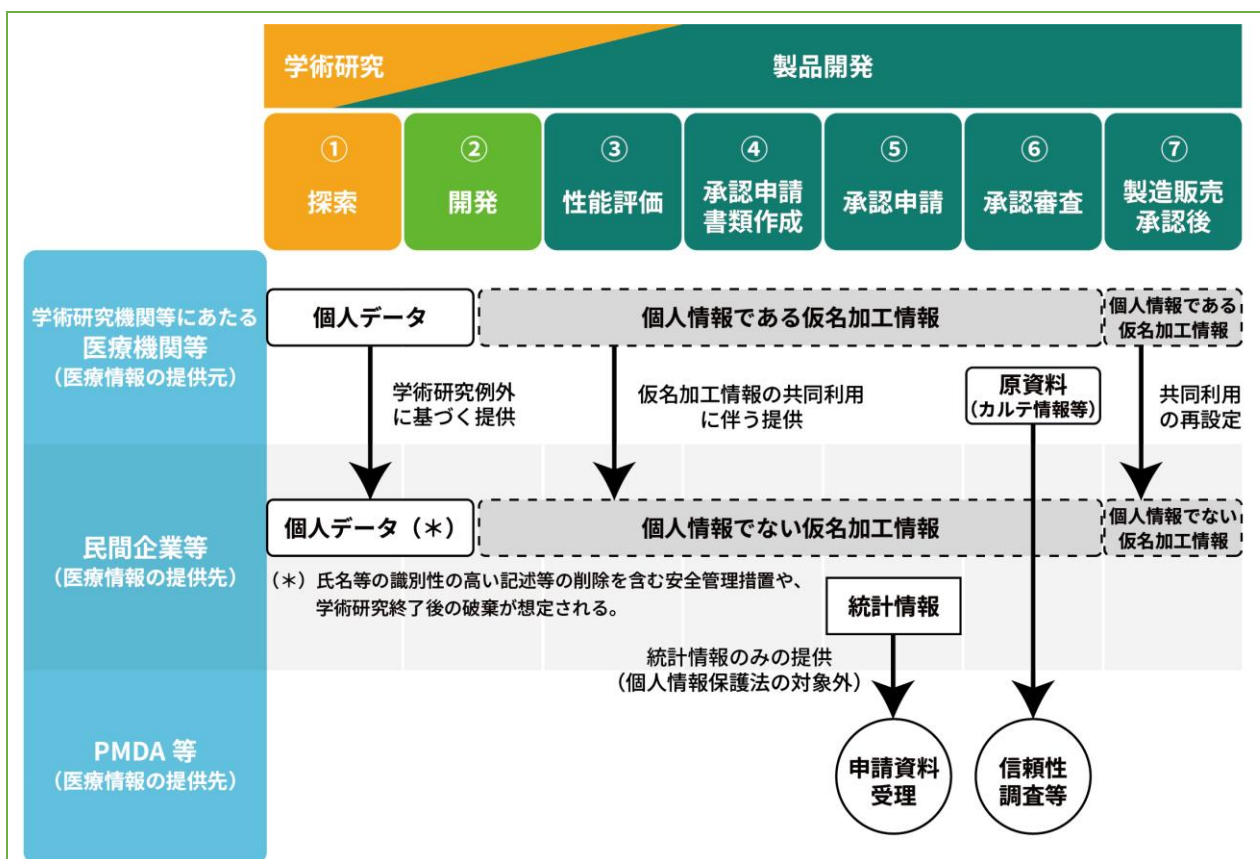 学術研究
製品開発
①
探索
②
開発
③
性能評価
④
承認申請
書類作成
⑤
承認申請
⑥
承認審査
⑦
製造販売
承認後
学術研究機関等にあたる
医療機関等
（医療情報の提供元）
個人データ
個人情報である仮名加工情報
個人情報である
仮名加工情報
学術研究例外
に基づく提供
仮名加工情報の共同利用
に伴う提供
原資料
（カルテ情報等）
共同利用
の再設定
民間企業等
（医療情報の提供先）
個人データ（＊）
個人情報でない仮名加工情報
個人情報でない
仮名加工情報
（＊）氏名等の識別性の高い記述等の削除を含む安全管理措置や、
学術研究終了後の破棄が想定される。
統計情報
統計情報のみの提供
（個人情報保護法の対象外）
PMDA 等
（医療情報の提供先）
申請資料
受理
信頼性
調査等